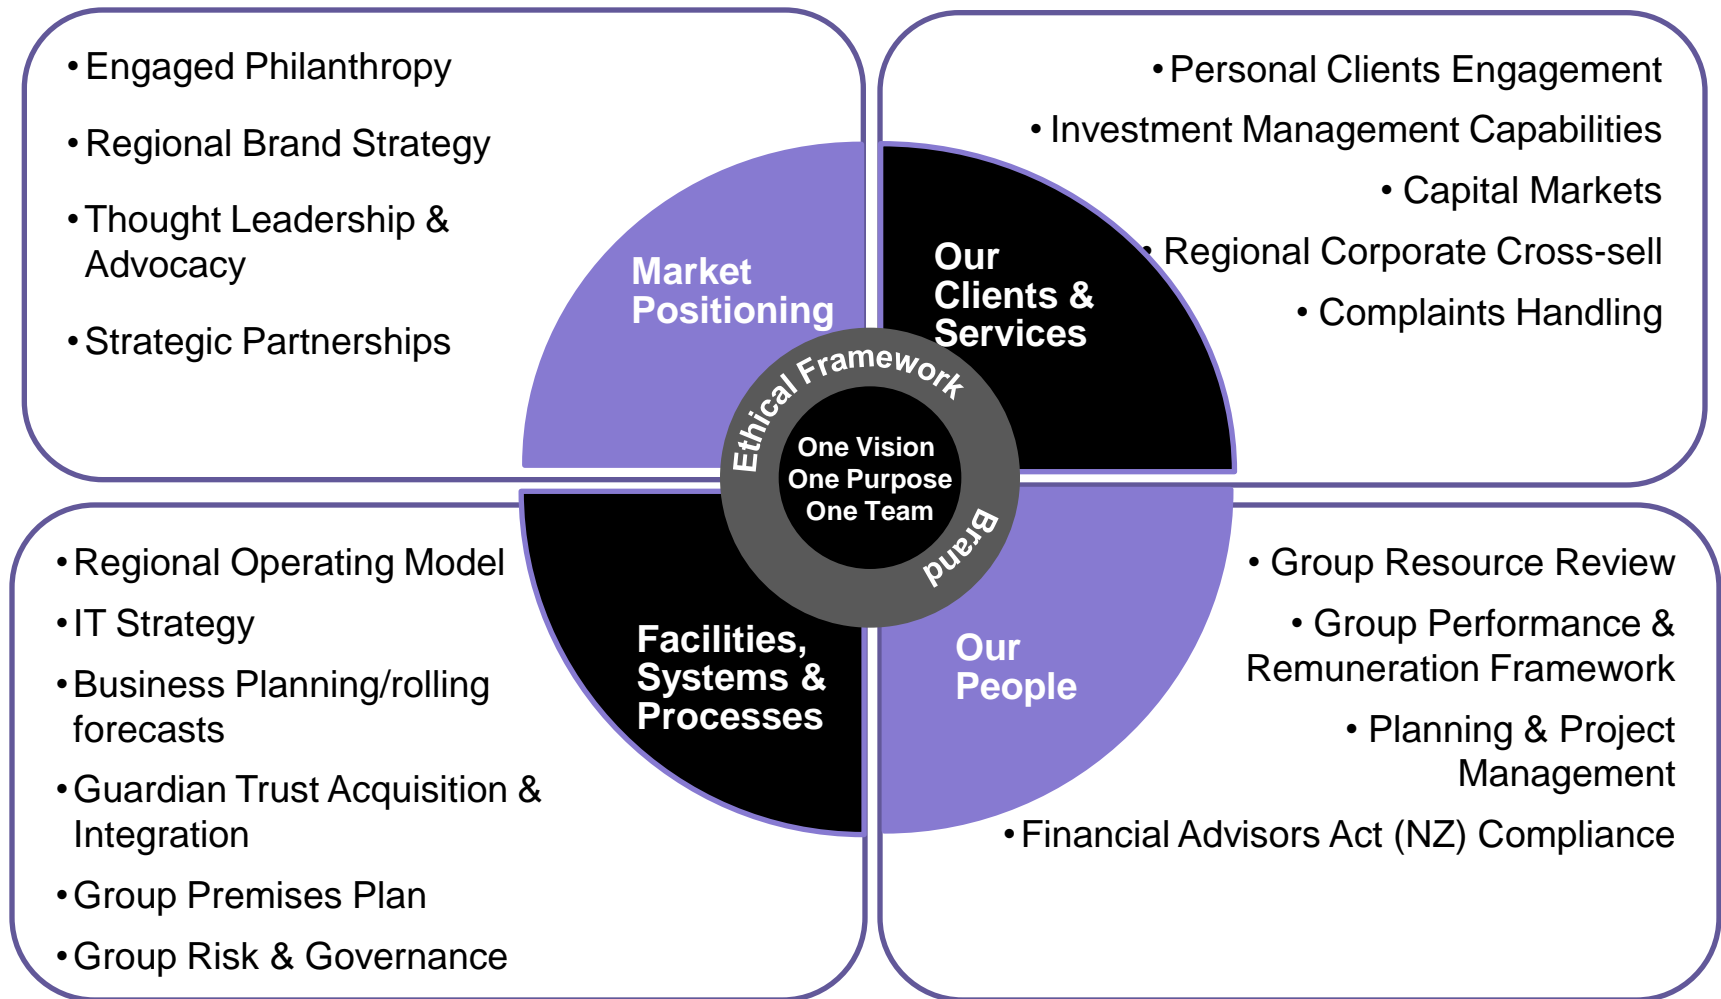 • Engaged Philanthropy
• Regional Brand Strategy
• Thought Leadership &
Advocacy
• Strategic Partnerships
• Personal Clients Engagement
• Investment Management Capabilities
• Capital Markets
• Regional Corporate Cross-sell
• Complaints Handling
Market
Positioning
Our
Clients &
Services
Ethical Framework
One Vision
One Purpose
One Team
Brand
Facilities,
Systems &
Processes
Our
People
• Regional Operating Model
• IT Strategy
• Business Planning/rolling
forecasts
• Guardian Trust Acquisition &
Integration
• Group Premises Plan
• Group Risk & Governance
• Group Resource Review
• Group Performance &
Remuneration Framework
• Planning & Project
Management
• Financial Advisors Act (NZ) Compliance